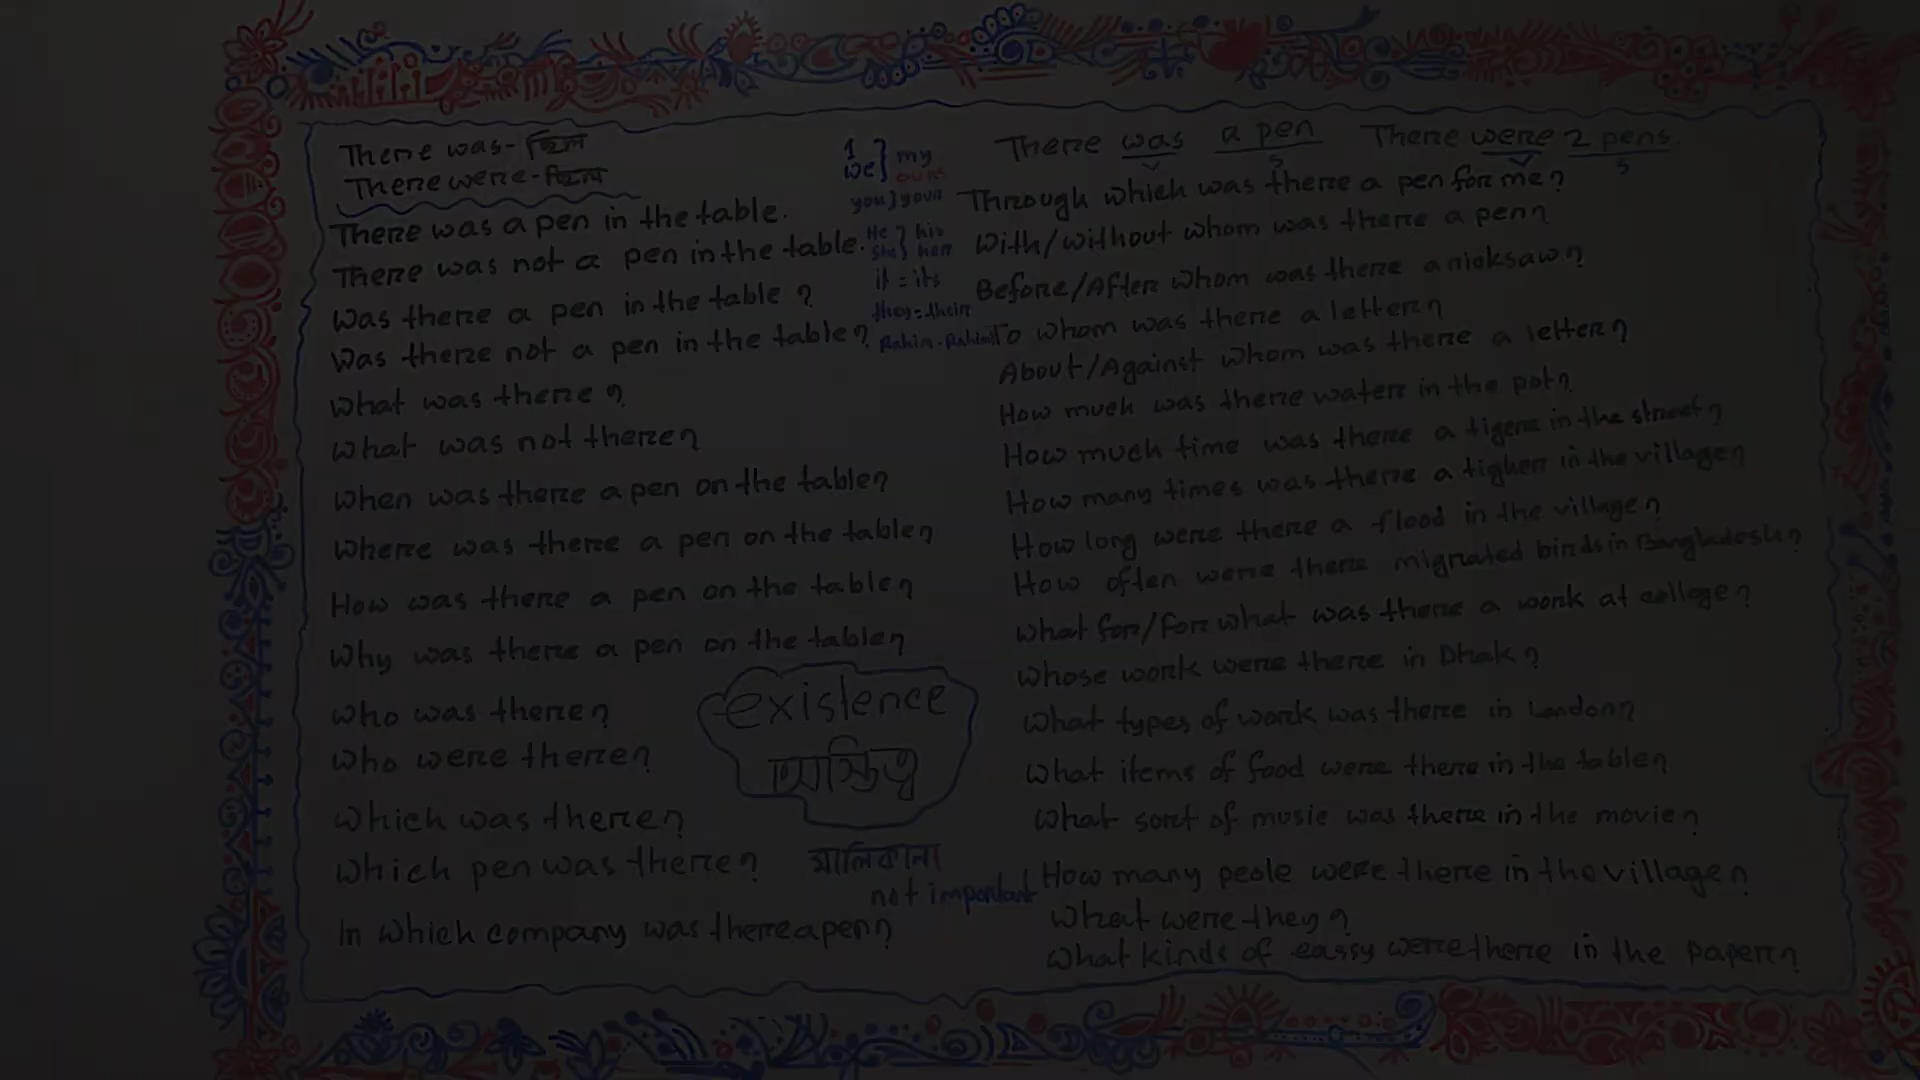 There was - ছিল
There were - ছিল
There was a pen in the table.
There was not a pen in the table.
Was there a pen in the table?
Was there not a pen in the table?
What was there?
What was not there?
When was there a pen on the table?
Where was there a pen on the table?
How was there a pen on the table?
Why was there a pen on the table?
Who was there?
Who were there?
Which was there?
Which pen was there?
In which company was there a pen?
I
we } my
ours
you } your
He } his
She } her
it = its
they = their
Rahim - Rahim's
existence
অস্তিত্ব
মালিকানা
not important
There was a pen There were 2 pens
v s v s
Through which was there a pen for me?
With/without whom was there a pen?
Before/After whom was there a ricksaw?
To whom was there a letter?
About/Against whom was there a letter?
How much was there water in the pot?
How much time was there a tiger in the street?
How many times was there a tigher in the village?
How long were there a flood in the village?
How often were there migrated birds in Bangladesh?
What for/for what was there a work at college?
Whose work were there in Dhak?
What types of work was there in London?
What items of food were there in the table?
What sort of music was there in the movie?
How many peole were there in the village?
What were they?
What kinds of eassy were there in the paper?